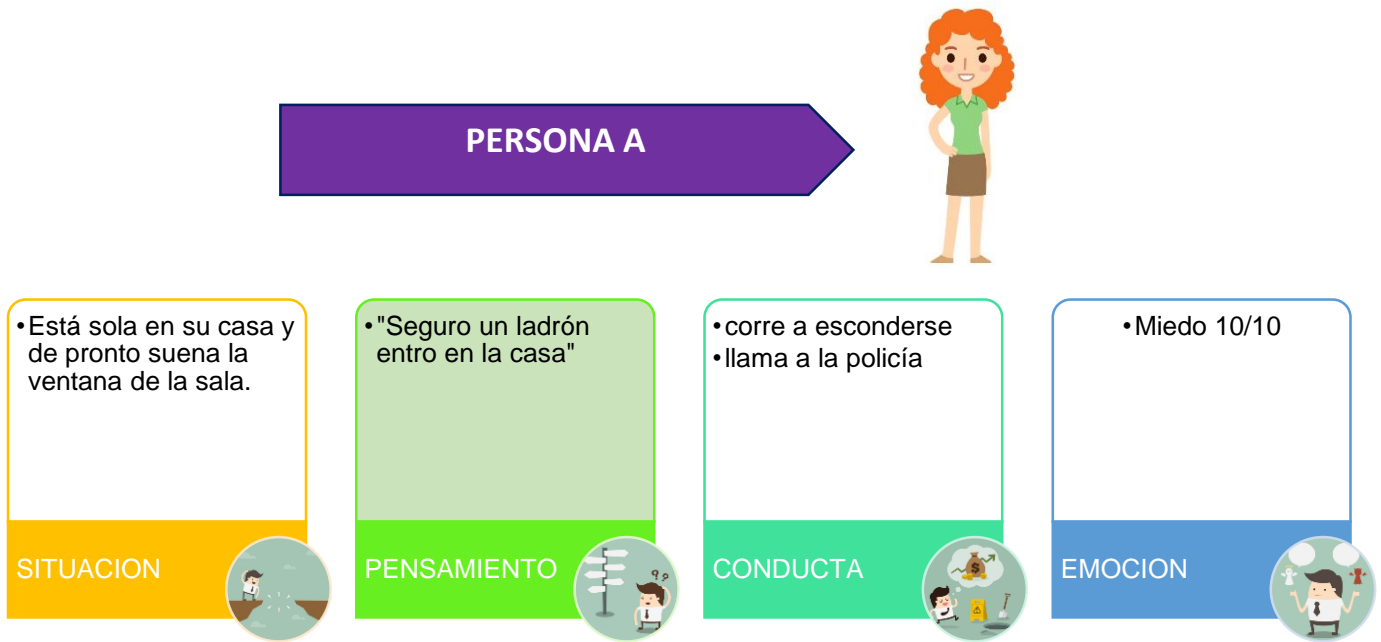 PERSONA A
•Está sola en su casa y
de pronto suena la
ventana de la sala.
SITUACION
•"Seguro un ladrón
entro en la casa"
PENSAMIENTO
??
•corre a esconderse
•llama a la policía
CONDUCTA
$
•Miedo 10/10
EMOCION